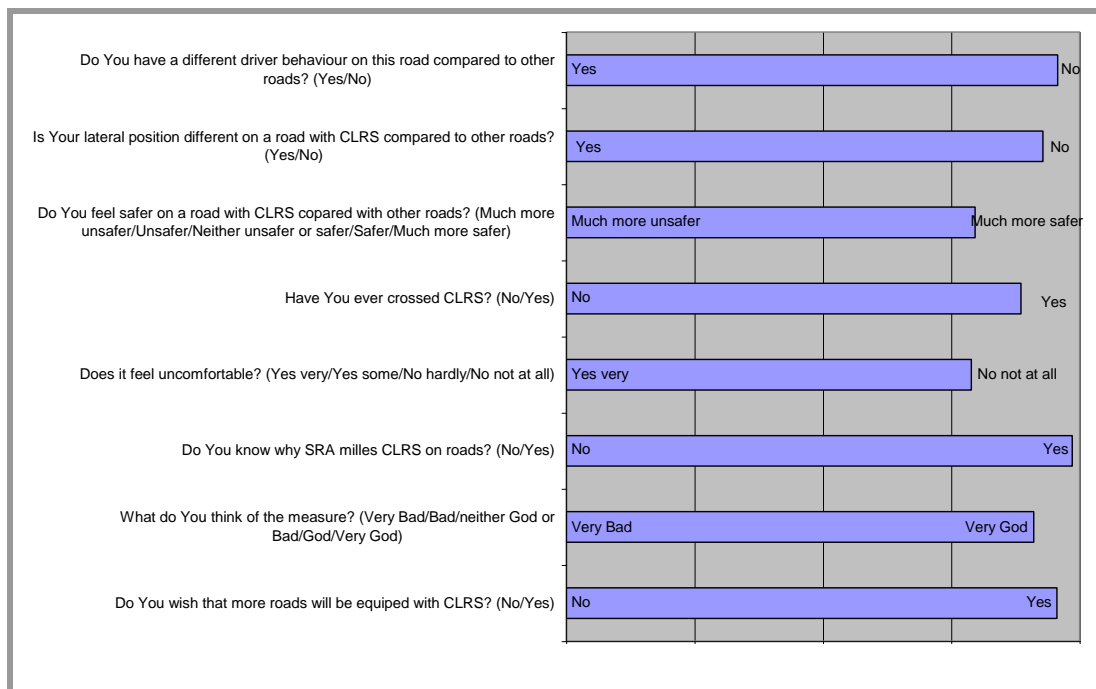 Do You have a different driver behaviour on this road compared to other
roads? (Yes/No)
Yes
No
Is Your lateral position different on a road with CLRS compared to other roads?
(Yes/No)
Yes
No
Do You feel safer on a road with CLRS copared with other roads? (Much more
unsafer/Unsafer/Neither unsafer or safer/Safer/Much more safer)
Much more unsafer
Much more safer
Have You ever crossed CLRS? (No/Yes)
No
Yes
Does it feel uncomfortable? (Yes very/Yes some/No hardly/No not at all)
Yes very
No not at all
Do You know why SRA milles CLRS on roads? (No/Yes)
No
Yes
What do You think of the measure? (Very Bad/Bad/neither God or
Bad/God/Very God)
Very Bad
Very God
Do You wish that more roads will be equiped with CLRS? (No/Yes)
No
Yes